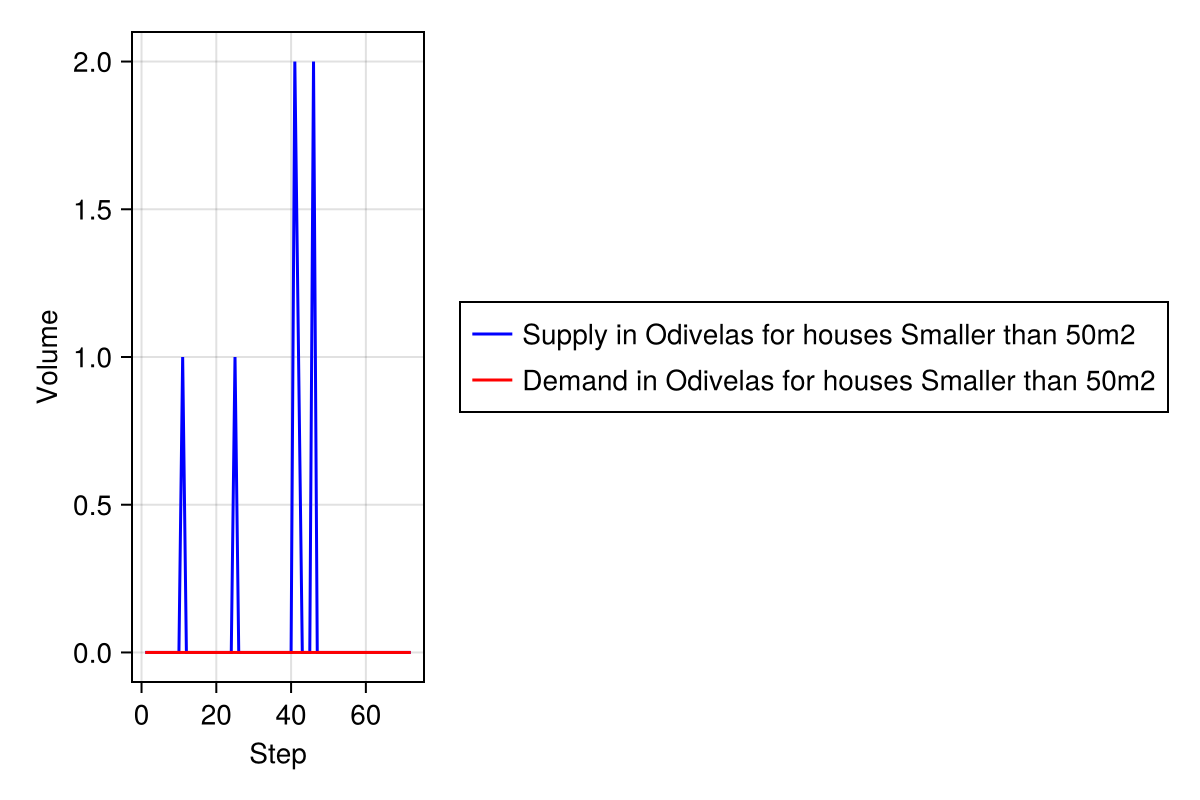 2.0
1.5
1.0
0.5
0.0
Volume
0 20 40 60
Step
Supply in Odivelas for houses Smaller than 50m2
Demand in Odivelas for houses Smaller than 50m2